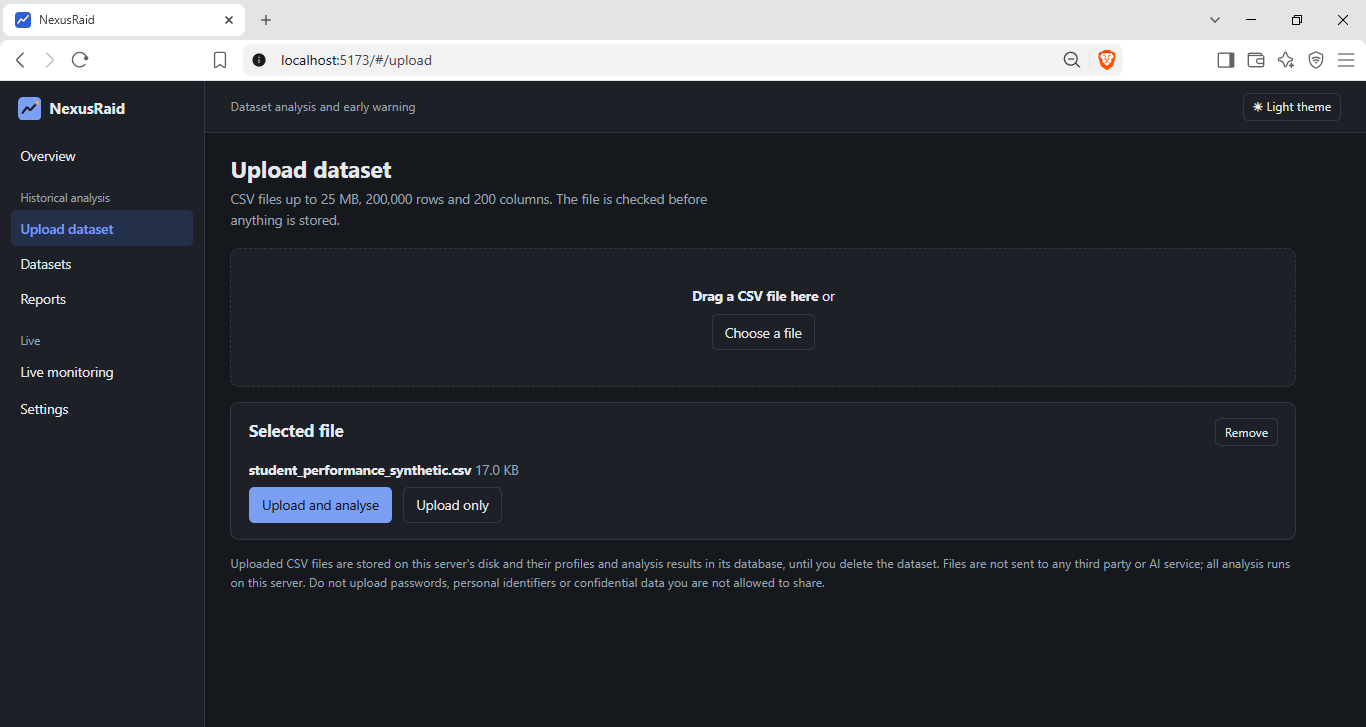 NexusRaid
localhost:5173/#/upload
NexusRaid
Dataset analysis and early warning
Light theme
Overview
Historical analysis
Upload dataset
Datasets
Reports
Live
Live monitoring
Settings
Upload dataset
CSV files up to 25 MB, 200,000 rows and 200 columns. The file is checked before
anything is stored.
Drag a CSV file here or
Choose a file
Selected file
Remove
student_performance_synthetic.csv 17.0 KB
Upload and analyse
Upload only
Uploaded CSV files are stored on this server's disk and their profiles and analysis results in its database, until you delete the dataset. Files are not sent to any third party or AI service; all analysis runs
on this server. Do not upload passwords, personal identifiers or confidential data you are not allowed to share.